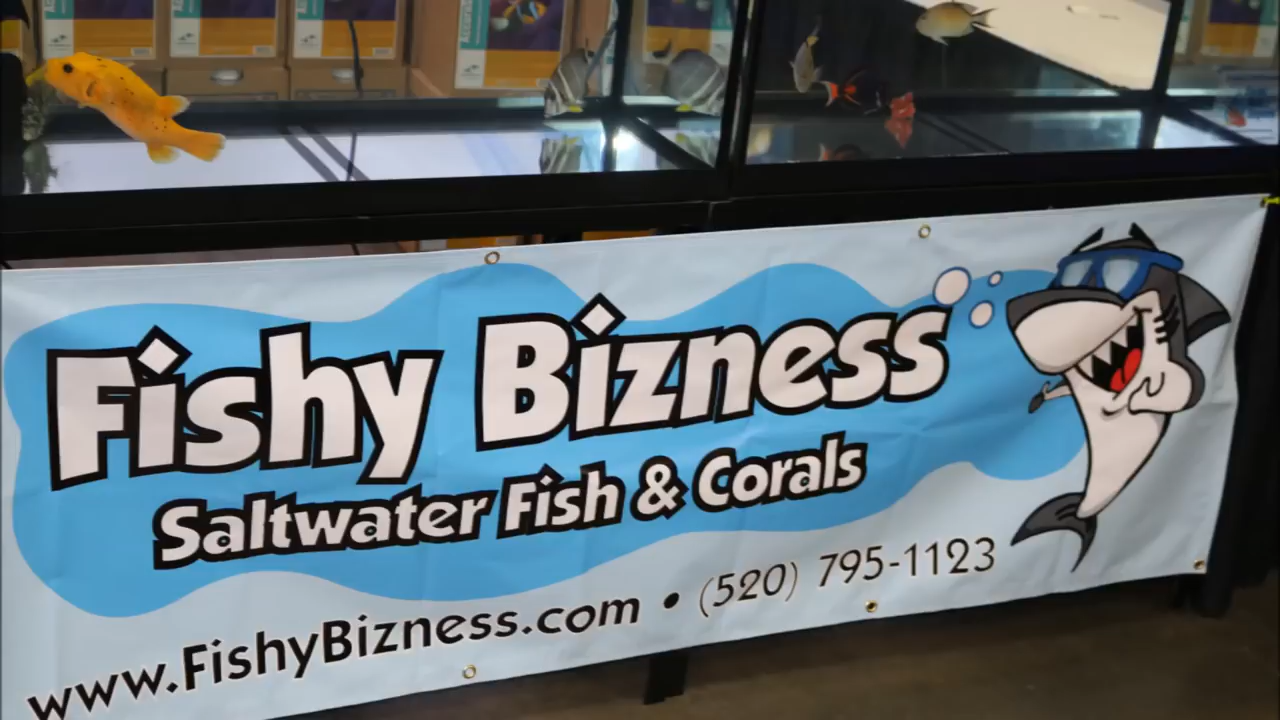 Fishy Bizness
Saltwater Fish & Corals
www.FishyBizness.com • (520) 795-1123